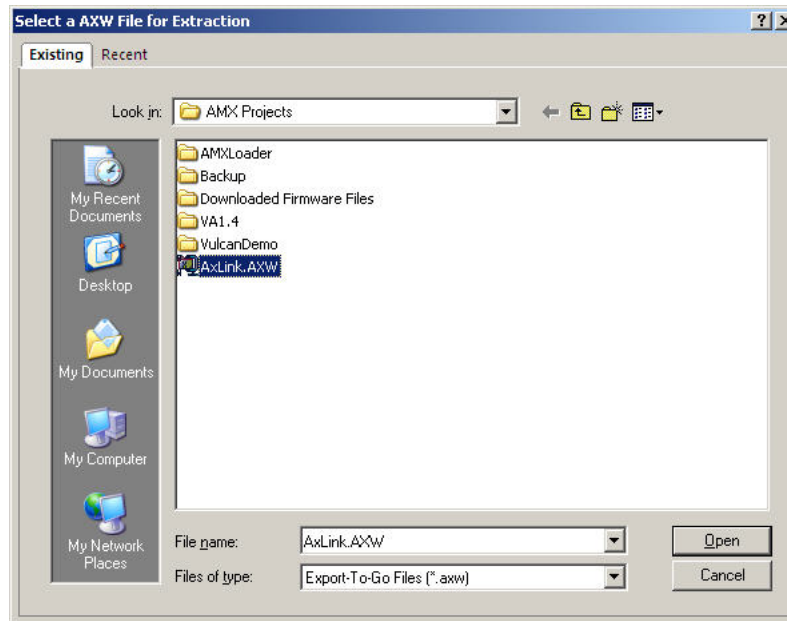 Select a AXW File for Extraction
Existing Recent
Look in: AMX Projects
AMXLoader
Backup
Downloaded Firmware Files
VA1.4
VulcanDemo
AxLink.AXW
My Recent
Documents
Desktop
My Documents
My Computer
My Network
Places
File name: AxLink.AXW Open
Files of type: Export-To-Go Files (*.axw) Cancel